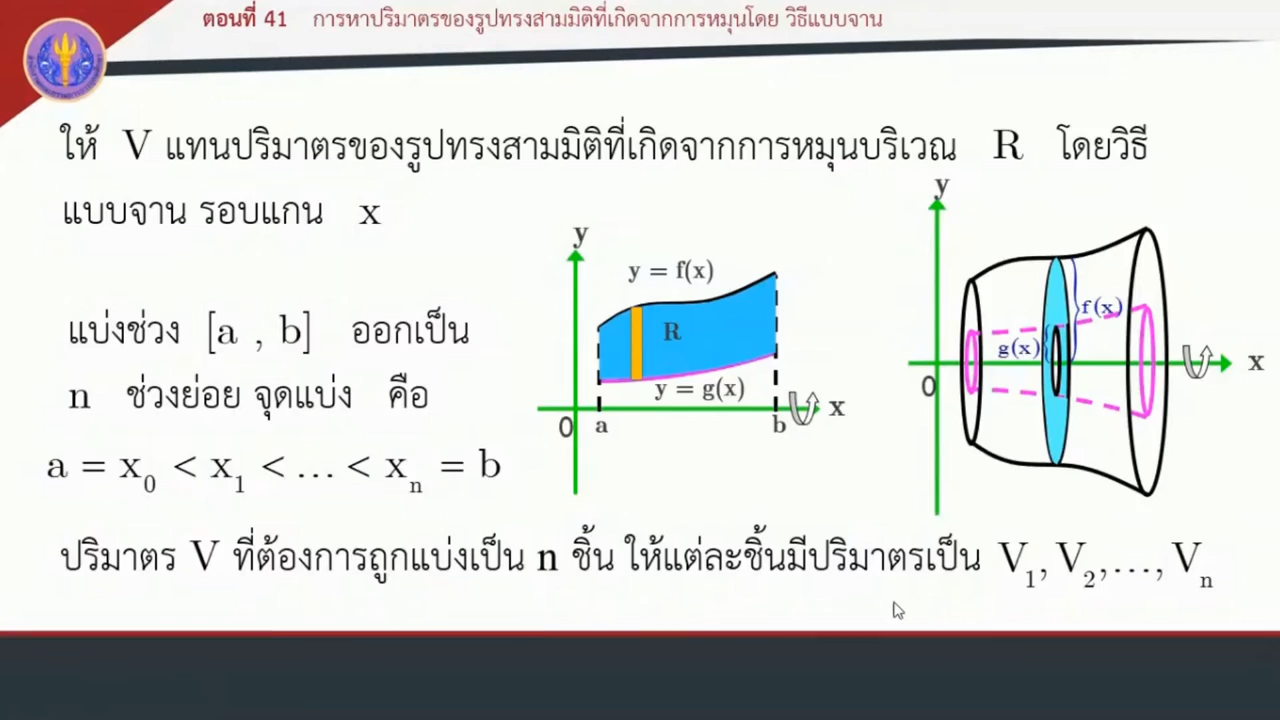 ตอนที่ 41 การหาปริมาตรของรูปทรงสามมิติที่เกิดจากการหมุนโดย วิธีแบบจาน
ให้ V แทนปริมาตรของรูปทรงสามมิติที่เกิดจากการหมุนบริเวณ R โดยวิธี
แบบจาน รอบแกน x
แบ่งช่วง [a , b] ออกเป็น
n ช่วงย่อย จุดแบ่ง คือ
a = x₀ < x₁ < … < xₙ = b
y
y = f(x)
R
y = g(x)
x
0 a b
y
f(x)
g(x)
x
0
ปริมาตร V ที่ต้องการถูกแบ่งเป็น n ชิ้น ให้แต่ละชิ้นมีปริมาตรเป็น V₁, V₂,…, Vₙ